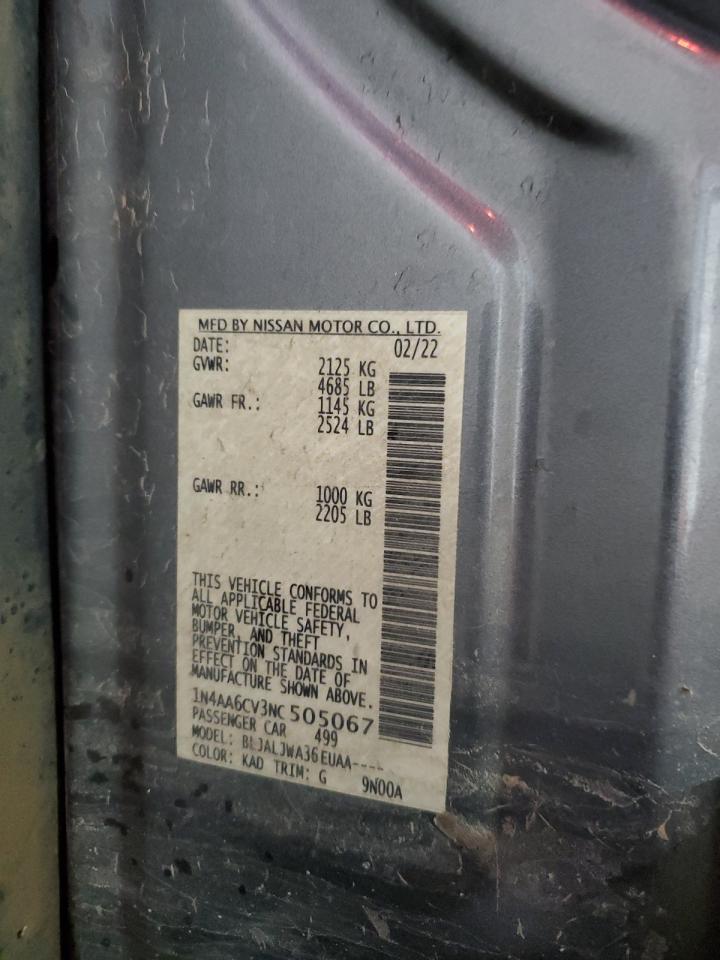 MFD BY NISSAN MOTOR CO., LTD.
DATE: 02/22
GVWR: 2125 KG
4685 LB
GAWR FR.: 1145 KG
2524 LB
GAWR RR.: 1000 KG
2205 LB
THIS VEHICLE CONFORMS TO
ALL APPLICABLE FEDERAL
MOTOR VEHICLE SAFETY,
BUMPER, AND THEFT
PREVENTION STANDARDS IN
EFFECT ON THE DATE OF
MANUFACTURE SHOWN ABOVE.
1N4AA6CV3NC505067
PASSENGER CAR 499
MODEL: BLJALJWA36EUAA----
COLOR: KAD TRIM: G 9N00A